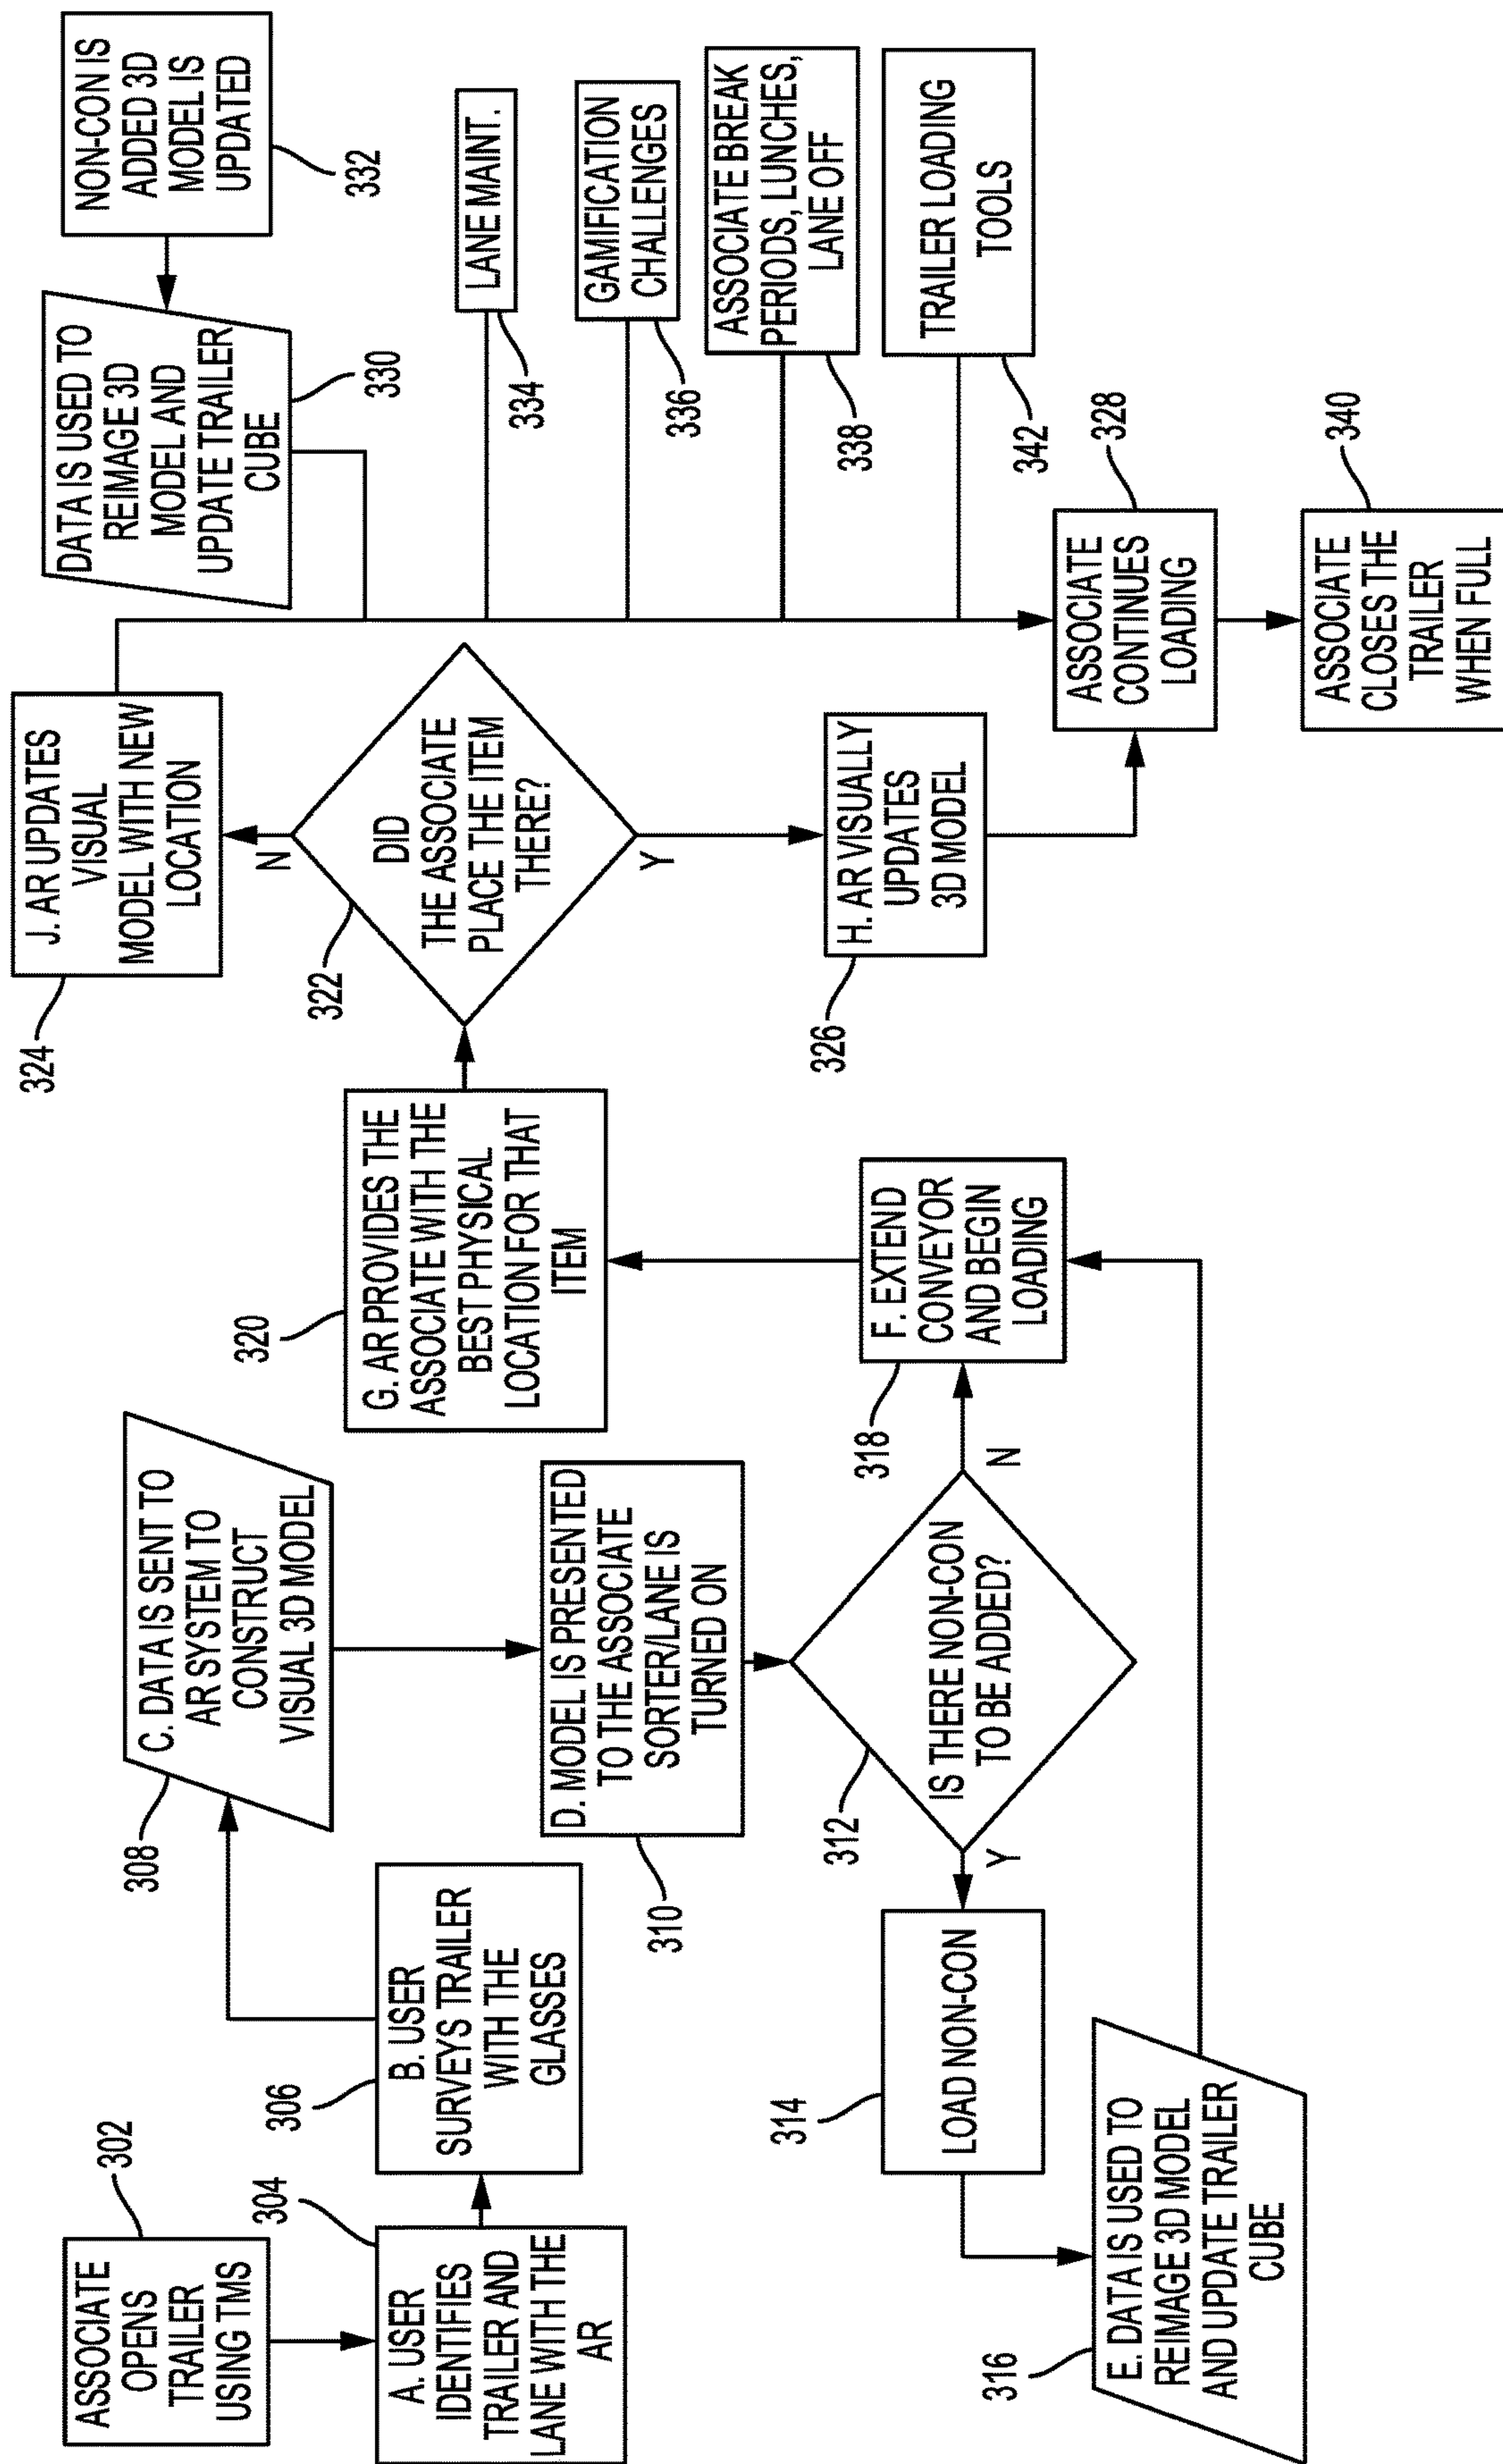 ASSOCIATE
OPENS
TRAILER
USING TMS
302
A. USER
IDENTIFIES
TRAILER AND
LANE WITH THE
AR
304
B. USER
SURVEYS TRAILER
WITH THE
GLASSES
306
C. DATA IS SENT TO
AR SYSTEM TO
CONSTRUCT
VISUAL 3D MODEL
308
D. MODEL IS PRESENTED
TO THE ASSOCIATE
SORTER/LANE IS
TURNED ON
310
IS THERE NON-CON
TO BE ADDED?
312
Y
N
LOAD NON-CON
314
E. DATA IS USED TO
REIMAGE 3D MODEL
AND UPDATE TRAILER
CUBE
316
F. EXTEND
CONVEYOR
AND BEGIN
LOADING
318
G. AR PROVIDES THE
ASSOCIATE WITH THE
BEST PHYSICAL
LOCATION FOR THAT
ITEM
320
DID
THE ASSOCIATE
PLACE THE ITEM
THERE?
322
N
Y
J. AR UPDATES
VISUAL
MODEL WITH NEW
LOCATION
324
H. AR VISUALLY
UPDATES
3D MODEL
326
DATA IS USED TO
REIMAGE 3D
MODEL AND
UPDATE TRAILER
CUBE
330
NON-CON IS
ADDED 3D
MODEL IS
UPDATED
332
LANE MAINT.
334
GAMIFICATION
CHALLENGES
336
ASSOCIATE BREAK
PERIODS, LUNCHES,
LANE OFF
338
TRAILER LOADING
TOOLS
342
ASSOCIATE
CONTINUES
LOADING
328
ASSOCIATE
CLOSES THE
TRAILER
WHEN FULL
340